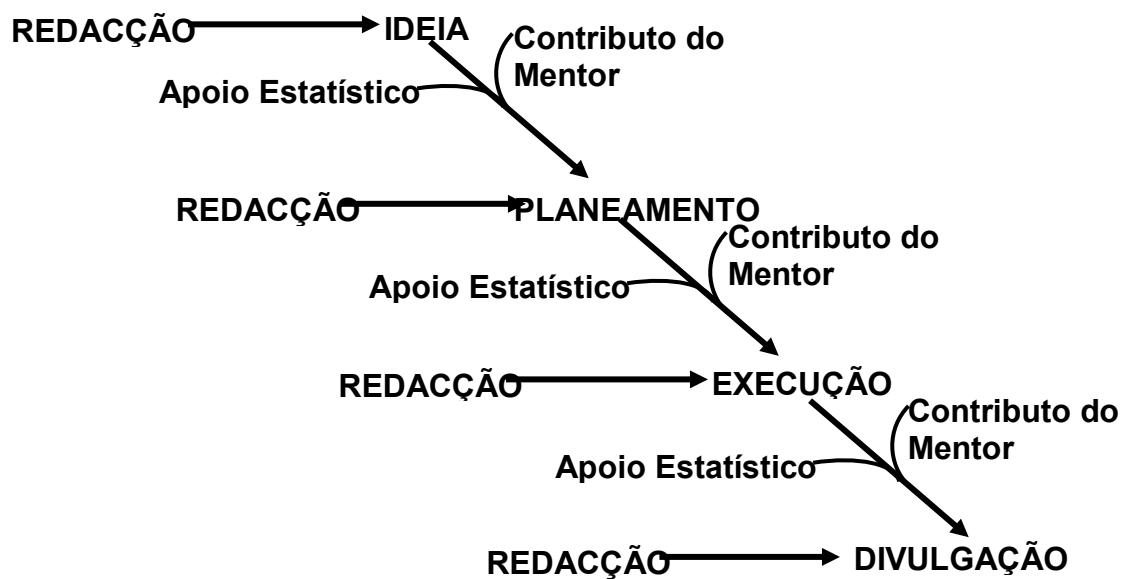 REDACÇÃO IDEIA Contributo do
Mentor
Apoio Estatístico
REDACÇÃO PLANEAMENTO
Contributo do
Mentor
Apoio Estatístico
REDACÇÃO EXECUÇÃO
Contributo do
Mentor
Apoio Estatístico
REDACÇÃO DIVULGAÇÃO